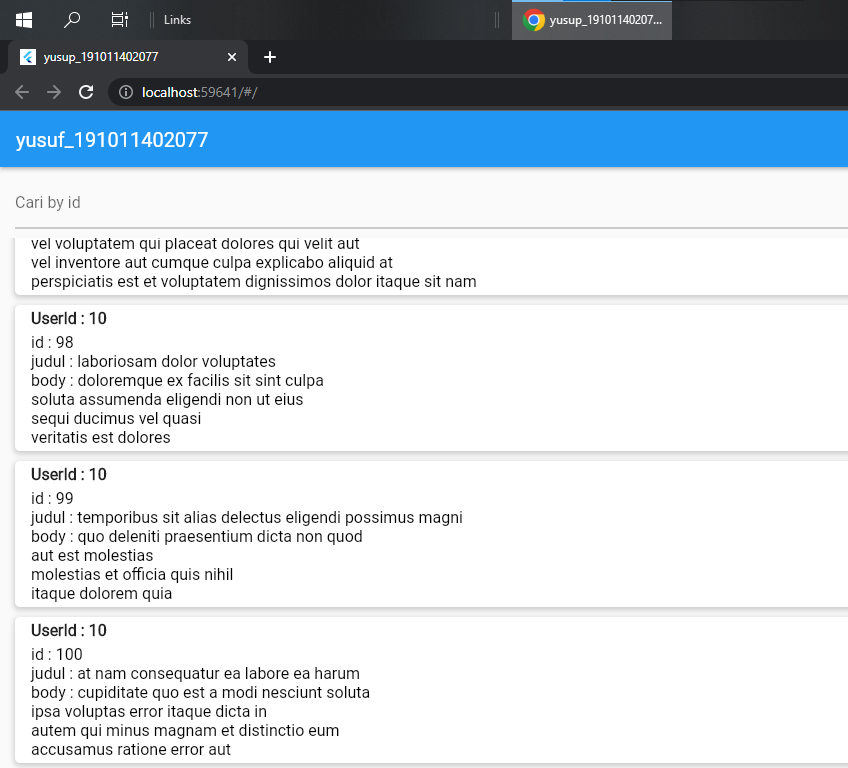 Links
yusup_19101140207...
yusup_191011402077
localhost:59641/#/
yusuf_191011402077
Cari by id
vel voluptatem qui placeat dolores qui velit aut
vel inventore aut cumque culpa explicabo aliquid at
perspiciatis est et voluptatem dignissimos dolor itaque sit nam
UserId : 10
id : 98
judul : laboriosam dolor voluptates
body : doloremque ex facilis sit sint culpa
soluta assumenda eligendi non ut eius
sequi ducimus vel quasi
veritatis est dolores
UserId : 10
id : 99
judul : temporibus sit alias delectus eligendi possimus magni
body : quo deleniti praesentium dicta non quod
aut est molestias
molestias et officia quis nihil
itaque dolorem quia
UserId : 10
id : 100
judul : at nam consequatur ea labore ea harum
body : cupiditate quo est a modi nesciunt soluta
ipsa voluptas error itaque dicta in
autem qui minus magnam et distinctio eum
accusamus ratione error aut